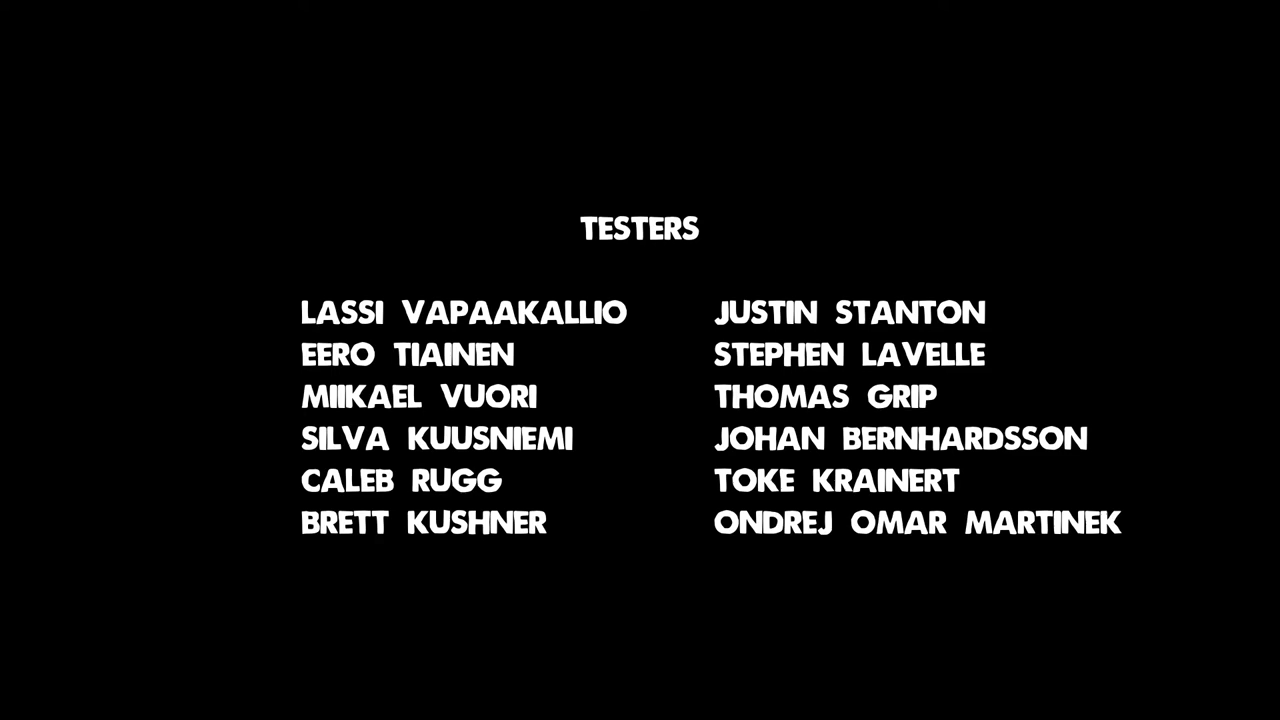 TESTERS
LASSI VAPAAKALLIO
EERO TIAINEN
MIIKAEL VUORI
SILVA KUUSNIEMI
CALEB RUGG
BRETT KUSHNER
JUSTIN STANTON
STEPHEN LAVELLE
THOMAS GRIP
JOHAN BERNHARDSSON
TOKE KRAINERT
ONDREJ OMAR MARTINEK